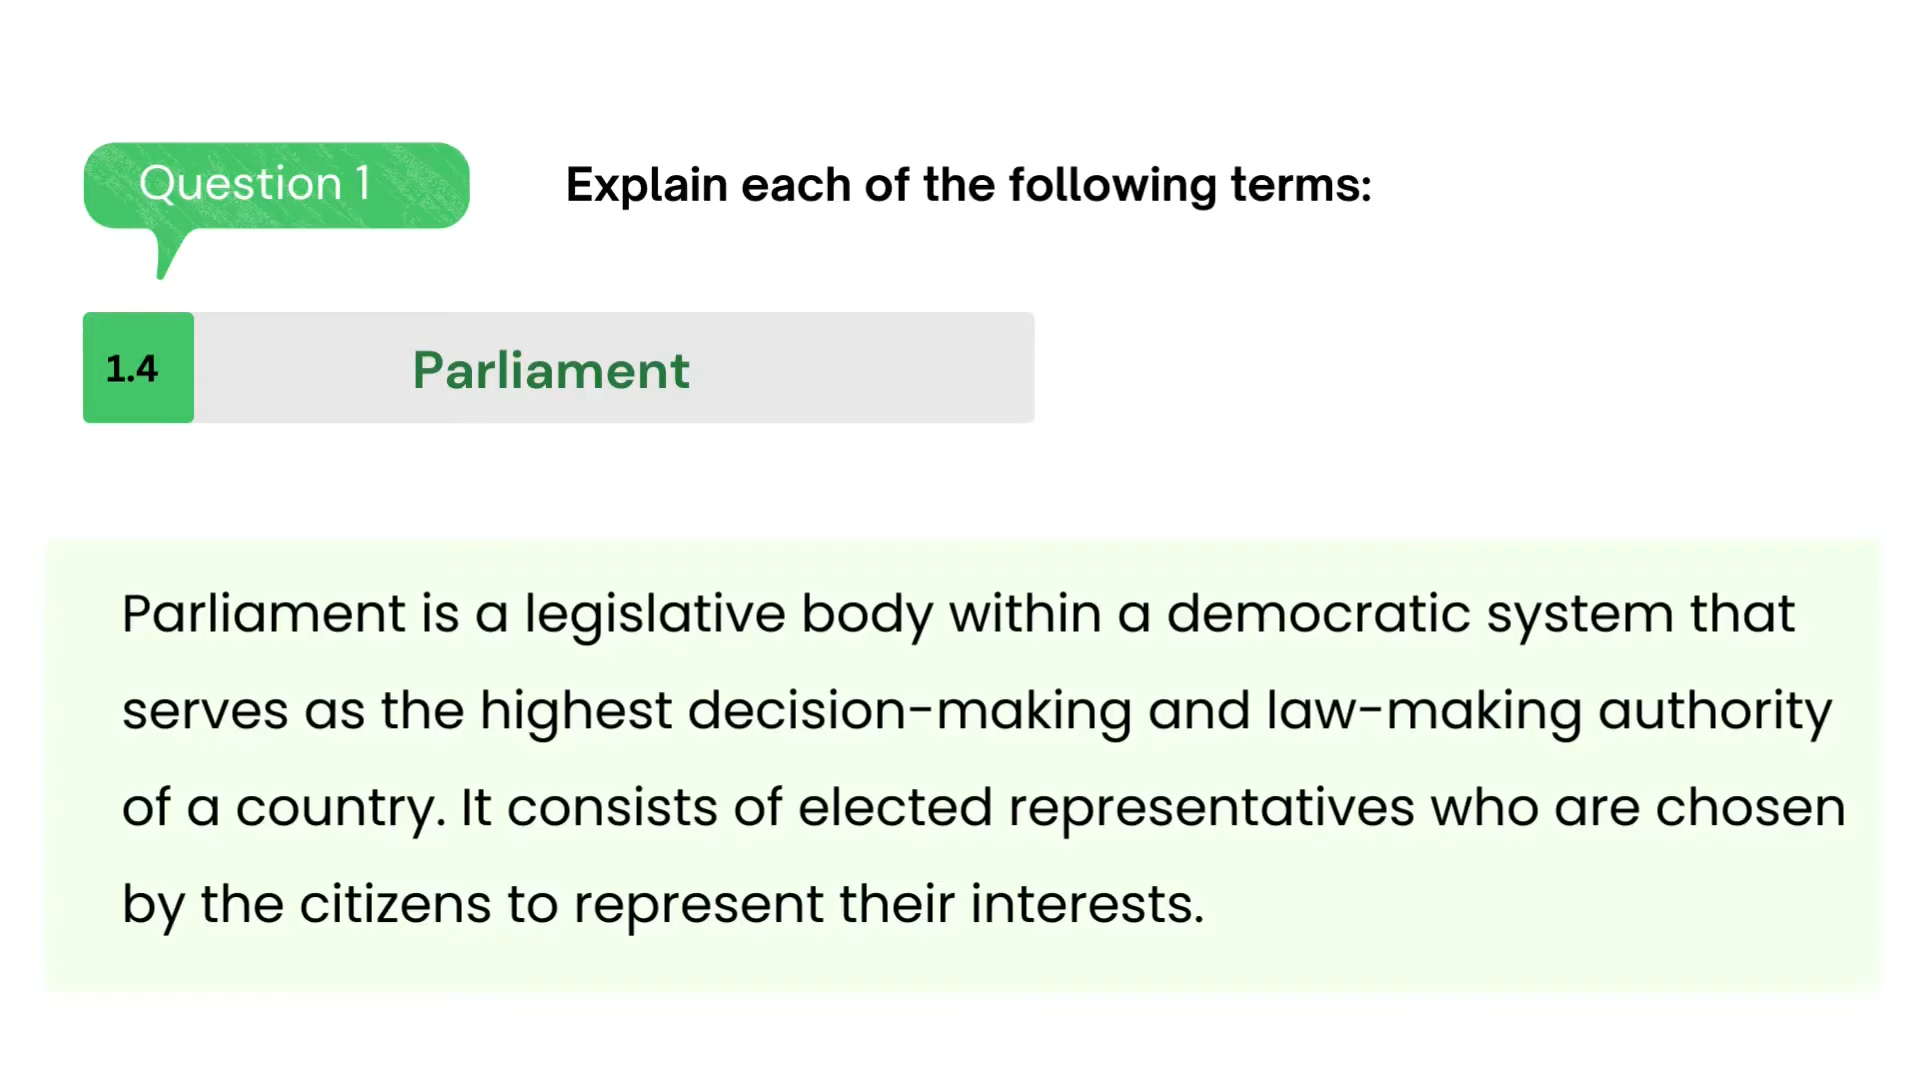 Question 1
Explain each of the following terms:
1.4
Parliament
Parliament is a legislative body within a democratic system that
serves as the highest decision-making and law-making authority
of a country. It consists of elected representatives who are chosen
by the citizens to represent their interests.